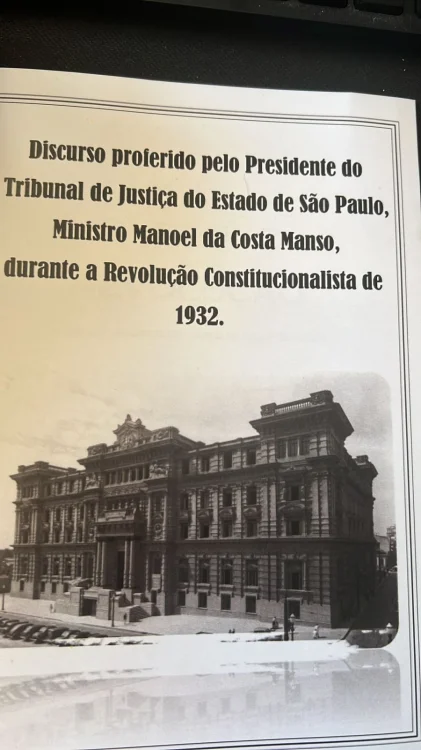 Discurso proferido pelo Presidente do
Tribunal de Justiça do Estado de São Paulo,
Ministro Manoel da Costa Manso,
durante a Revolução Constitucionalista de
1932.